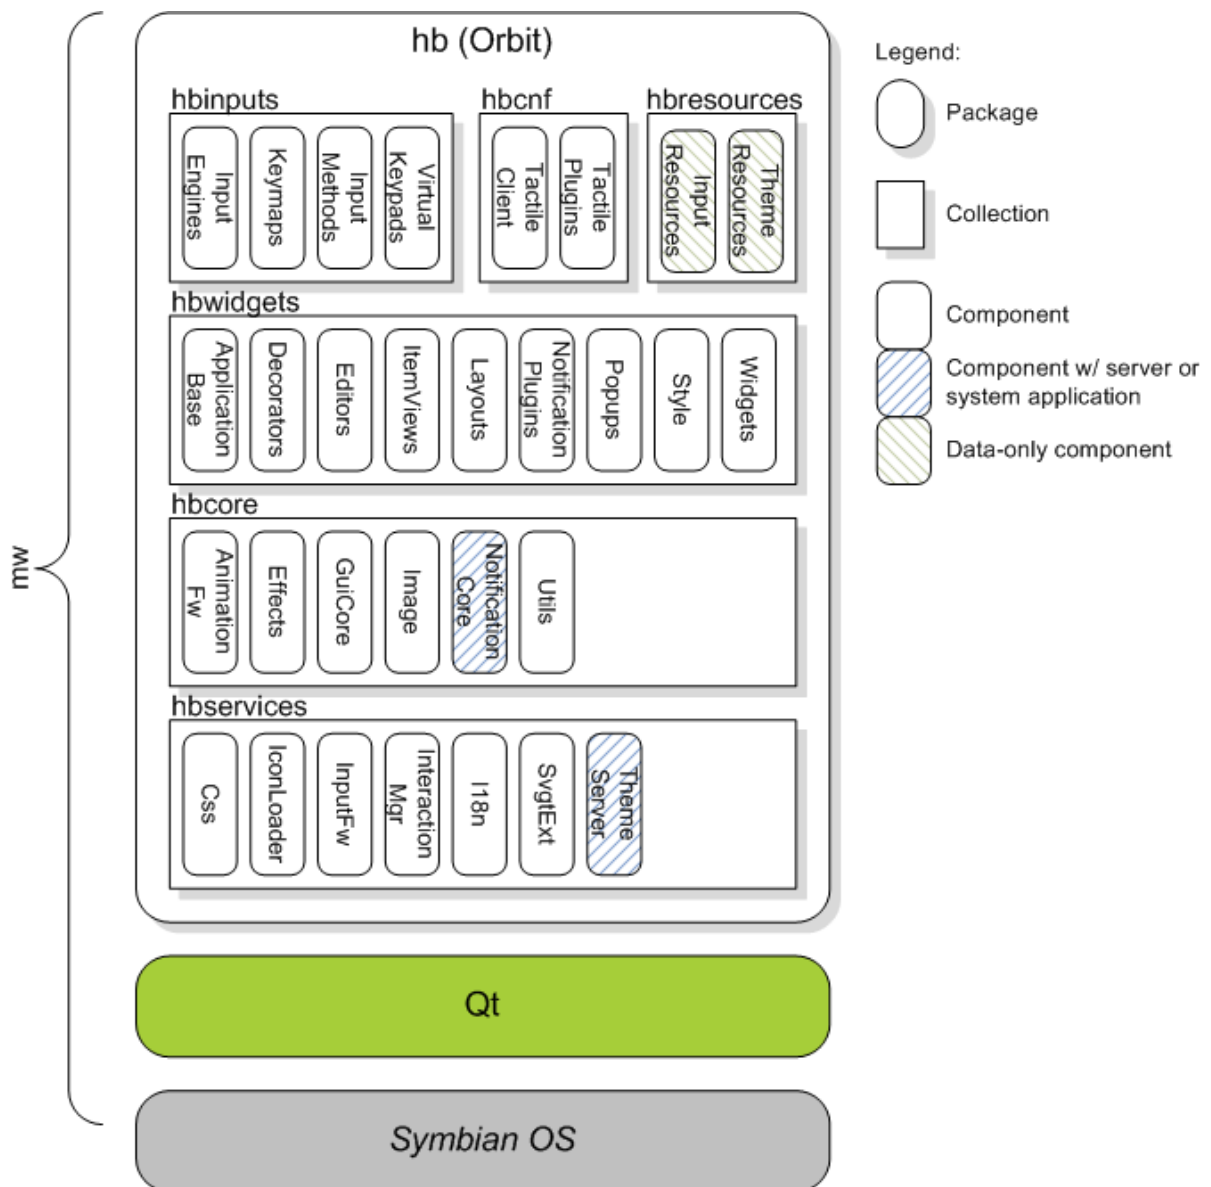 hb (Orbit)
hbinputs
Input
Engines
Keymaps
Input
Methods
Virtual
Keypads
hbcnf
Tactile
Client
Tactile
Plugins
hbresources
Input
Resources
Theme
Resources
hbwidgets
Application
Base
Decorators
Editors
ItemViews
Layouts
Notification
Plugins
Popups
Style
Widgets
hbcore
Animation
Fw
Effects
GuiCore
Image
Notification
Core
Utils
hbservices
Css
IconLoader
InputFw
Interaction
Mgr
I18n
SvgtExt
Theme
Server
mw
Qt
Symbian OS
Legend:
Package
Collection
Component
Component w/ server or
system application
Data-only component